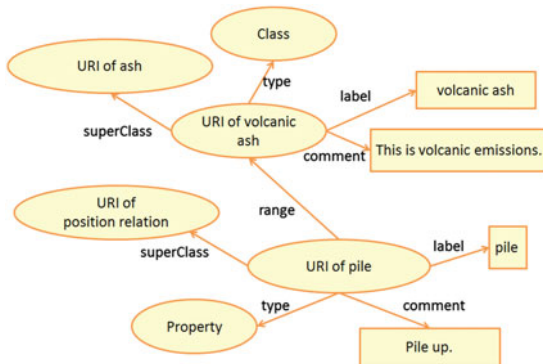 Class
URI of ash
type
label
volcanic ash
superClass
URI of volcanic
ash
comment
This is volcanic emissions.
URI of
position relation
range
superClass
label
pile
URI of pile
type
comment
Property
Pile up.